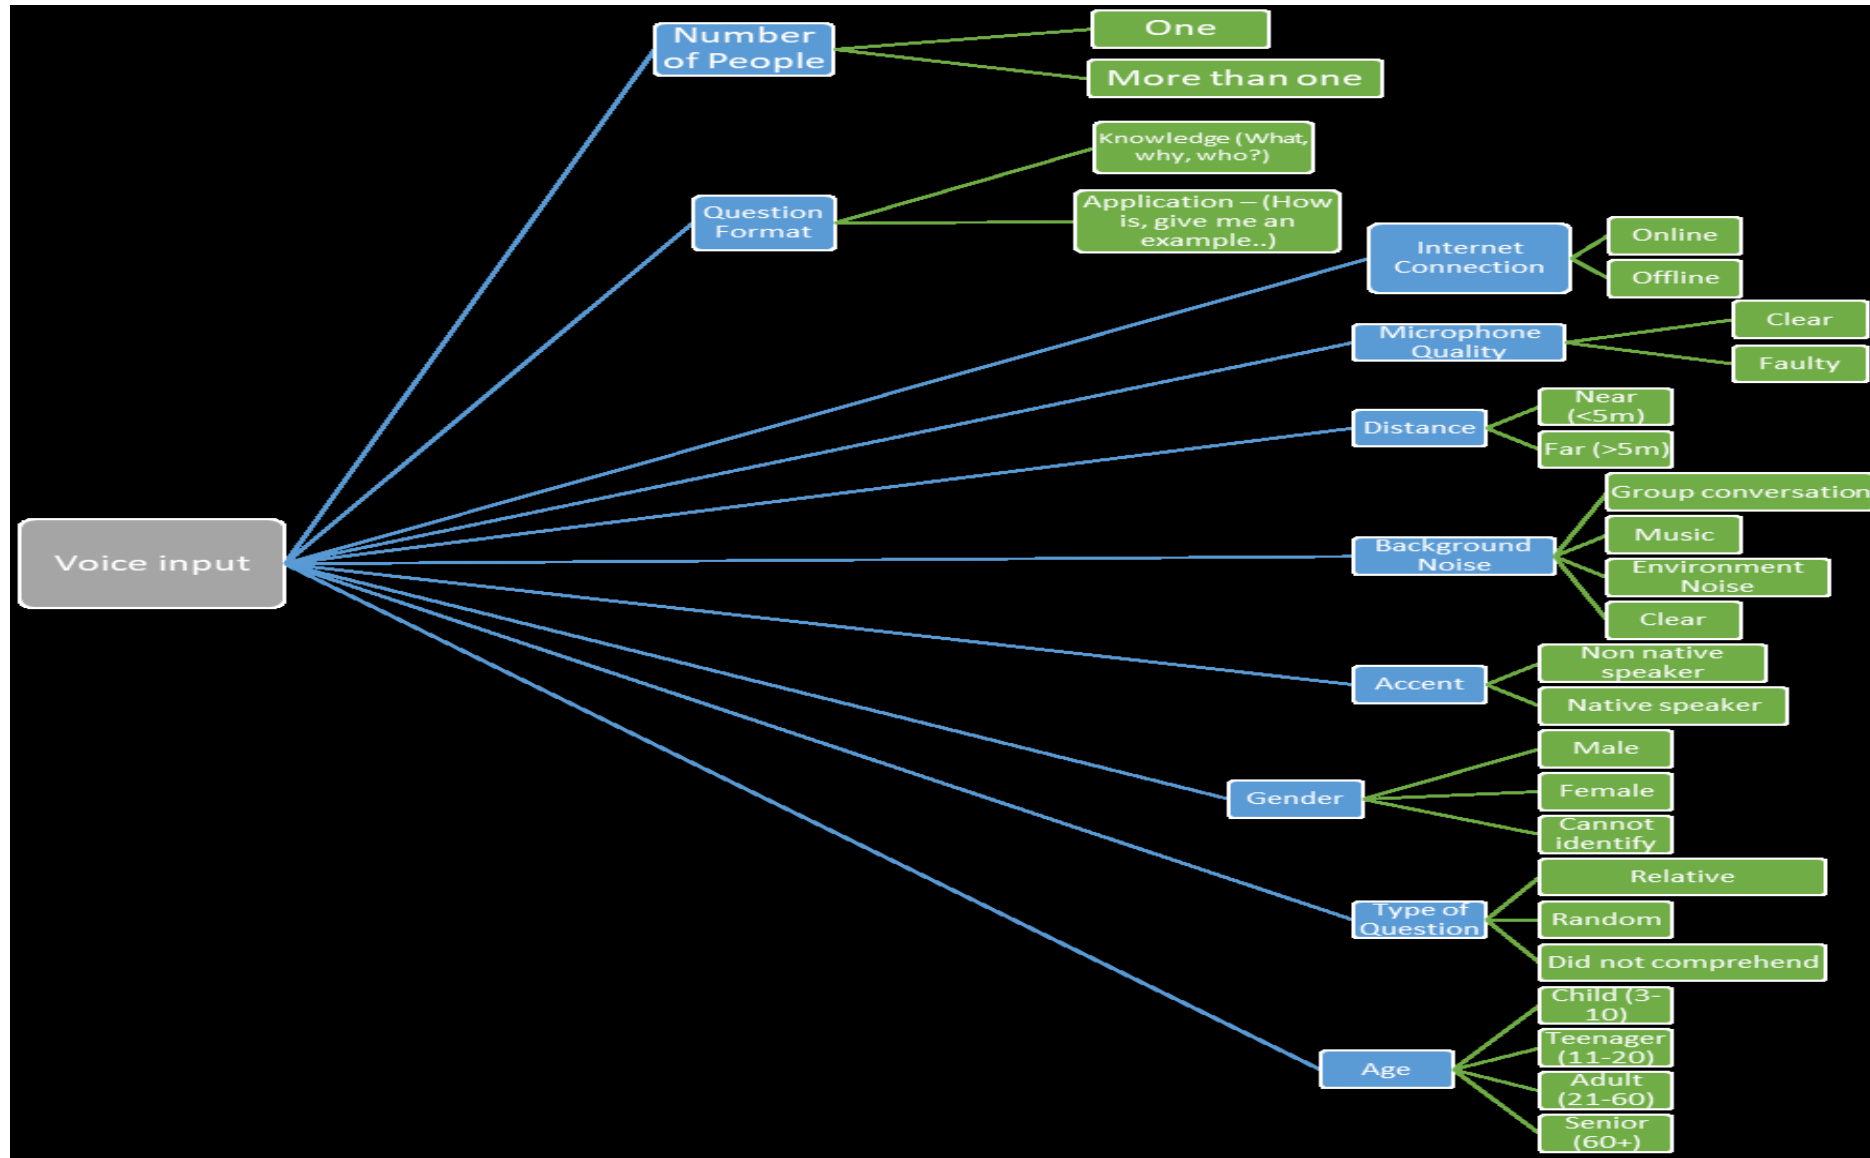 Number
of People
One
More than one
Knowledge (What,
why, who?)
Question
Format
Application – (How
is, give me an
example..)
Internet
Connection
Online
Offline
Microphone
Quality
Clear
Faulty
Distance
Near
(<5m)
Far (>5m)
Voice input
Background
Noise
Group conversation
Music
Environment
Noise
Clear
Accent
Non native
speaker
Native speaker
Gender
Male
Female
Cannot
identify
Type of
Question
Relative
Random
Did not comprehend
Age
Child (3-
10)
Teenager
(11-20)
Adult
(21-60)
Senior
(60+)